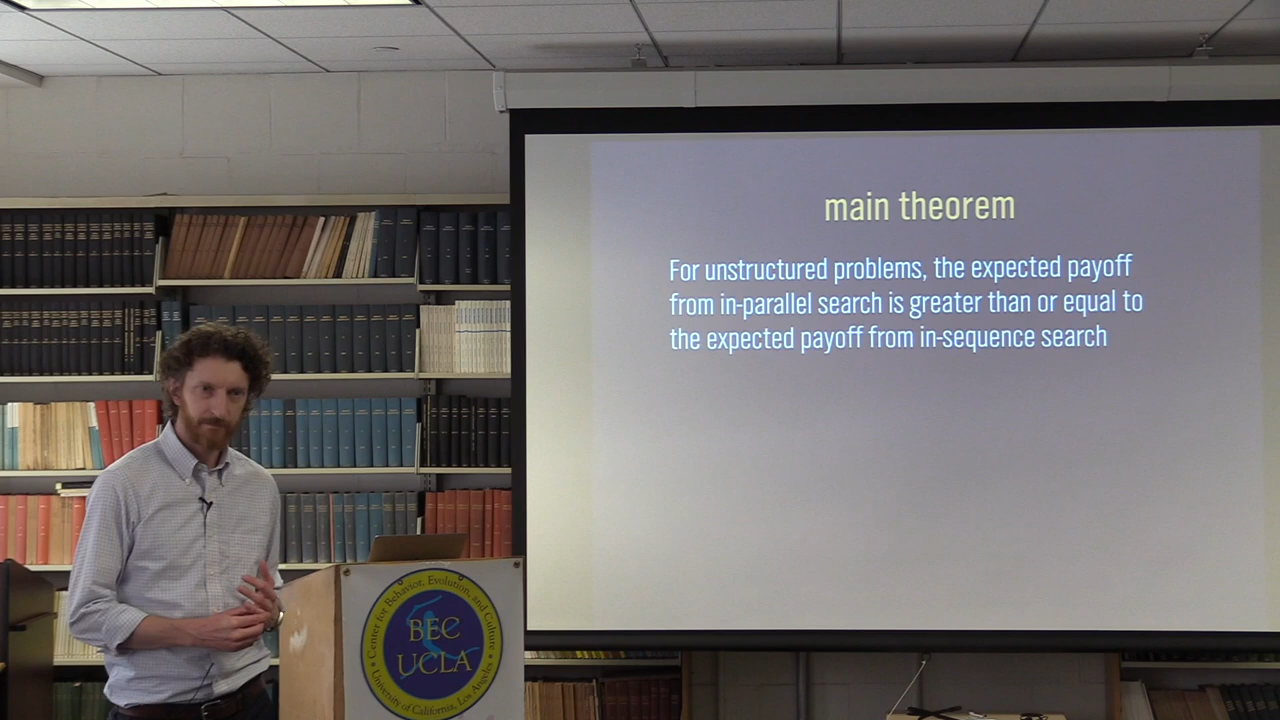 main theorem
For unstructured problems, the expected payoff
from in-parallel search is greater than or equal to
the expected payoff from in-sequence search
Center for Behavior, Evolution, and Culture
BEC
UCLA
University of California, Los Angeles